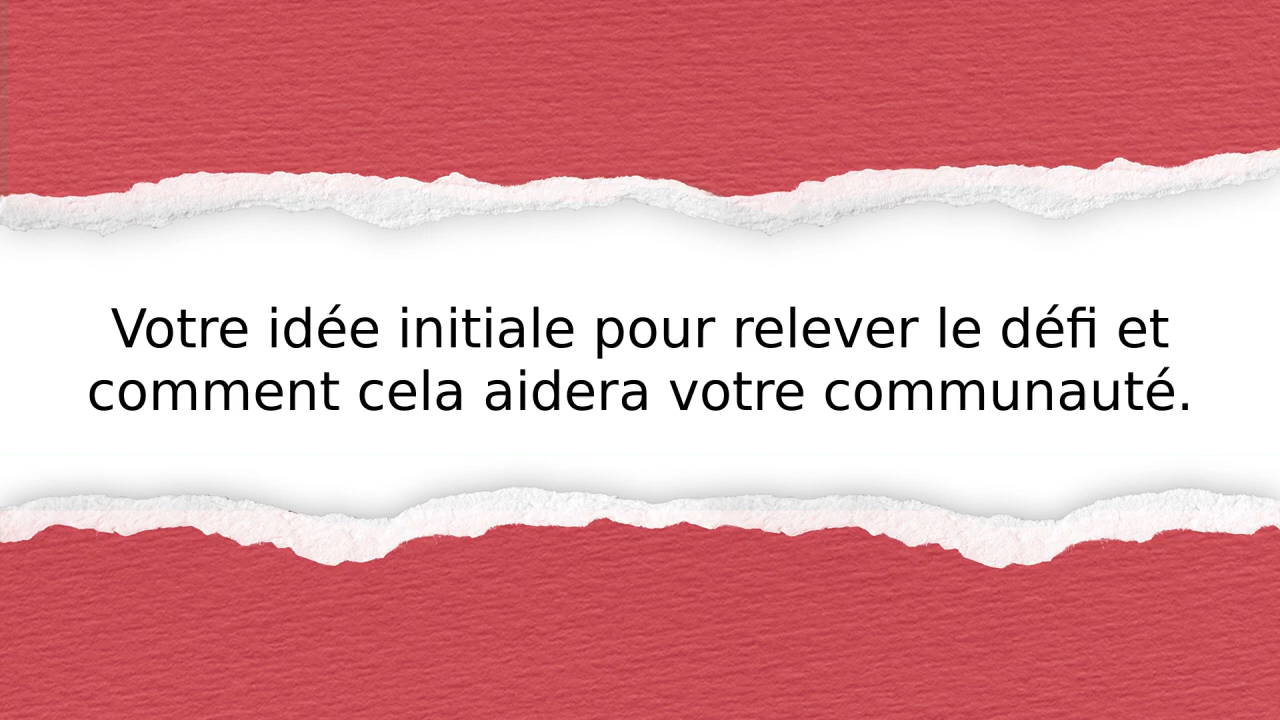 Votre idée initiale pour relever le défi et
comment cela aidera votre communauté.